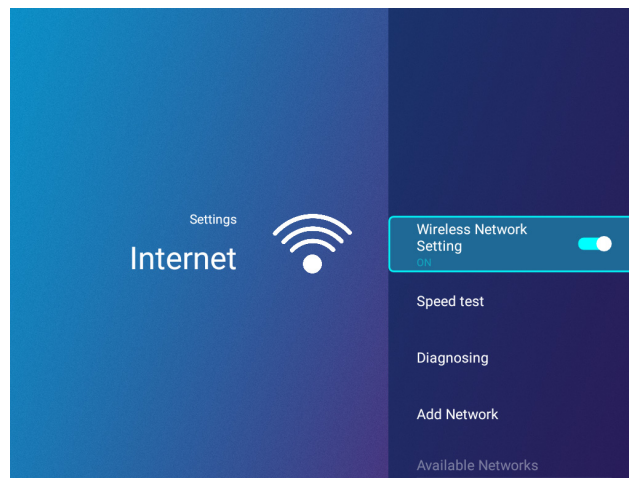 Settings
Internet
Wireless Network
Setting
ON
Speed test
Diagnosing
Add Network
Available Networks